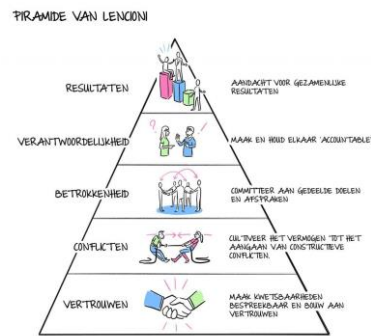 PIRAMIDE VAN LENCIONI
RESULTATEN
AANDACHT VOOR GEZAMENLIJKE
RESULTATEN
?
VERANTWOORDELIJKHEID
MAAK EN HOUD ELKAAR 'ACCOUNTABLE'
BETROKKENHEID
COMMITTEER AAN GEDEELDE DOELEN
EN AFSPRAKEN
CONFLICTEN
CULTIVEER HET VERMOGEN TOT HET
AANGAAN VAN CONSTRUCTIEVE
CONFLICTEN.
VERTROUWEN
MAAK KWETSBAARHEDEN
BESPREEKBAAR EN BOUW AAN
VERTROUWEN